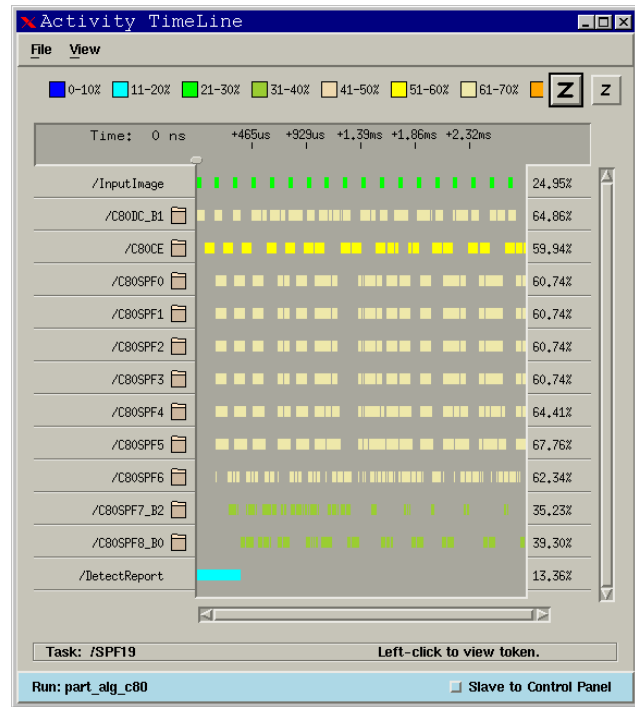 Activity TimeLine
File View
0-10% 11-20% 21-30% 31-40% 41-50% 51-60% 61-70% Z Z
Time: 0 ns +465us +929us +1.39ms +1.86ms +2.32ms
/InputImage 24.95%
/C80DC_B1 64.86%
/C80CE 59.94%
/C80SPF0 60.74%
/C80SPF1 60.74%
/C80SPF2 60.74%
/C80SPF3 60.74%
/C80SPF4 64.41%
/C80SPF5 67.76%
/C80SPF6 62.34%
/C80SPF7_B2 35.23%
/C80SPF8_B0 39.30%
/DetectReport 13.36%
Task: /SPF19 Left-click to view token.
Run: part_alg_c80 Slave to Control Panel